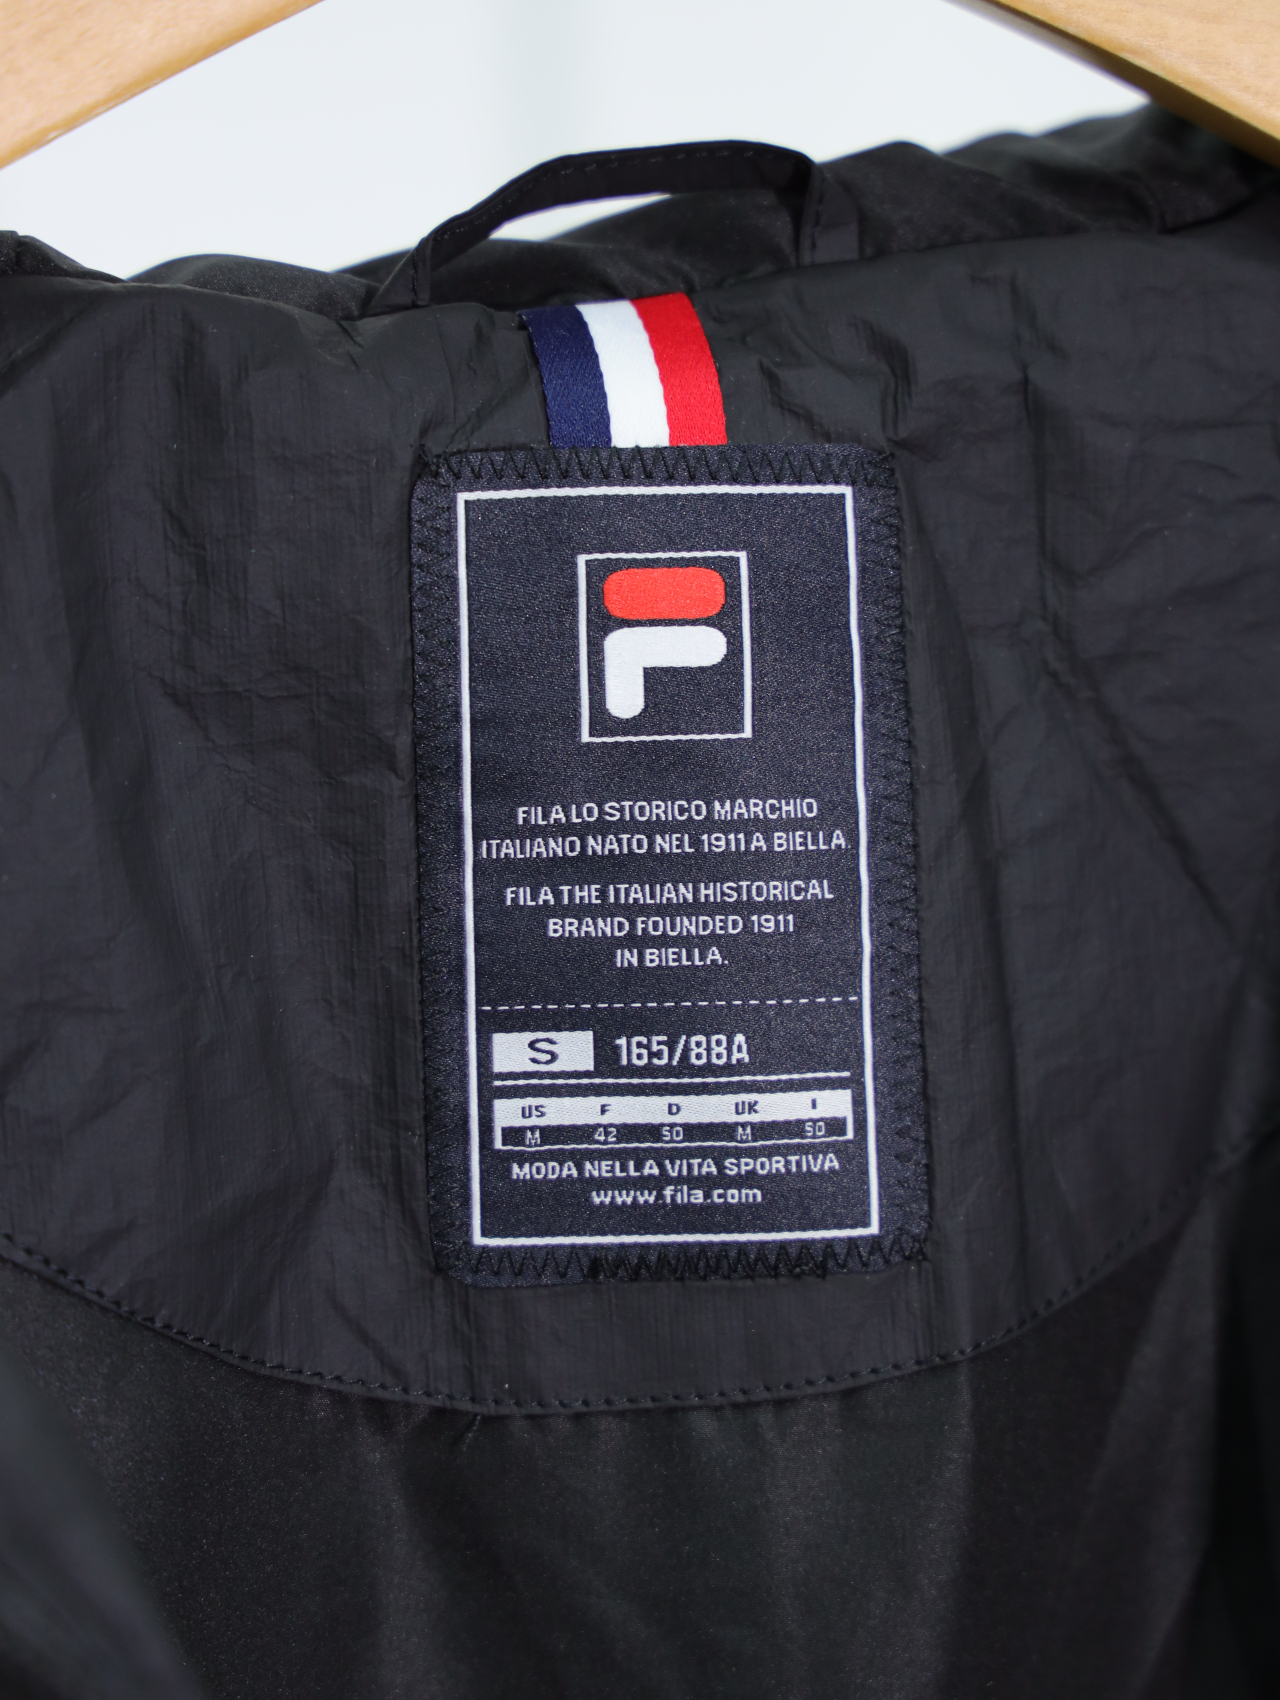 FILA LO STORICO MARCHIO
ITALIANO NATO NEL 1911 A BIELLA.
FILA THE ITALIAN HISTORICAL
BRAND FOUNDED 1911
IN BIELLA.
S 165/88A
US F D UK I
M 42 50 M 50
MODA NELLA VITA SPORTIVA
www.fila.com